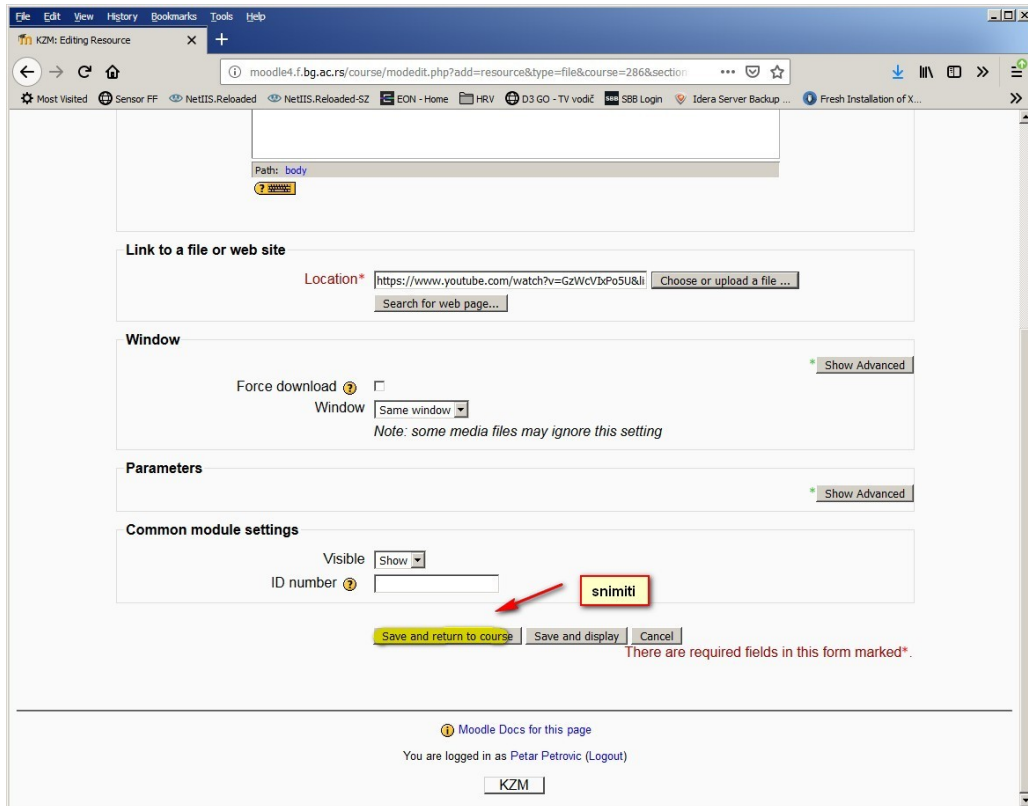 File Edit View History Bookmarks Tools Help
KZM: Editing Resource
moodle4.f.bg.ac.rs/course/modedit.php?add=resource&type=file&course=286&section
Most Visited Sensor FF NetIIS.Reloaded NetIIS.Reloaded-SZ EON - Home HRV D3 GO - TV vodič SBB Login Idera Server Backup ... Fresh Installation of X...
Path: body
Link to a file or web site
Location* https://www.youtube.com/watch?v=GzWcVIxPo5U&li Choose or upload a file ...
Search for web page...
Window
* Show Advanced
Force download
Window Same window
Note: some media files may ignore this setting
Parameters
* Show Advanced
Common module settings
Visible Show
ID number
snimiti
Save and return to course Save and display Cancel
There are required fields in this form marked*.
Moodle Docs for this page
You are logged in as Petar Petrovic (Logout)
KZM